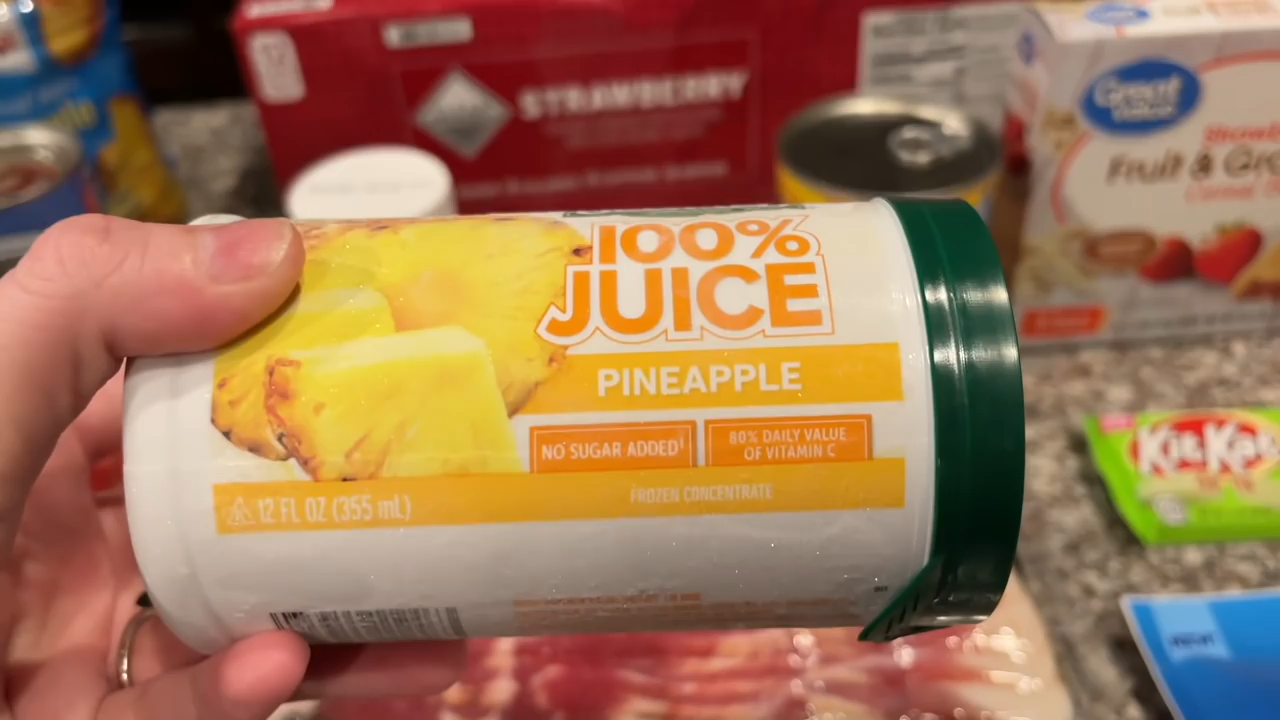 STRAWBERRY
Great
Value
Fruit & Gr
100%
JUICE
PINEAPPLE
NO SUGAR ADDED
80% DAILY VALUE
OF VITAMIN C
12 FL OZ (355 mL)
FROZEN CONCENTRATE
KitKat